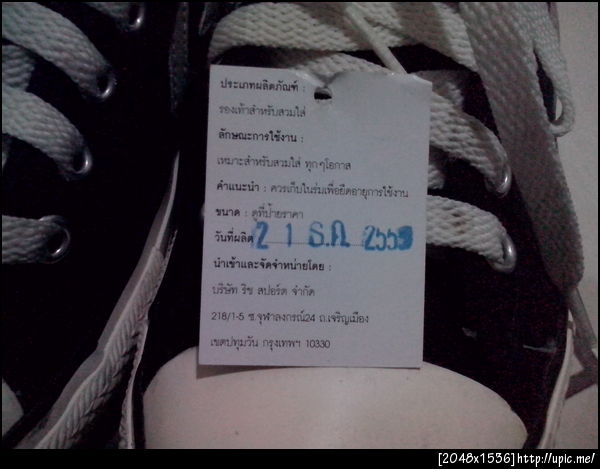 ประเภทผลิตภัณฑ์ :
รองเท้าสำหรับสวมใส่
ลักษณะการใช้งาน :
เหมาะสำหรับสวมใส่ ทุกๆโอกาส
คำแนะนำ : ควรเก็บในร่มเพื่อยืดอายุการใช้งาน
ขนาด : ดูที่ป้ายราคา
วันที่ผลิต 2 1 ธ.ค. 255
นำเข้าและจัดจำหน่ายโดย :
บริษัท ริช สปอร์ต จำกัด
218/1-5 ซ.จุฬาลงกรณ์24 ถ.เจริญเมือง
เขตปทุมวัน กรุงเทพฯ 10330
[2048x1536]http://upic.me/